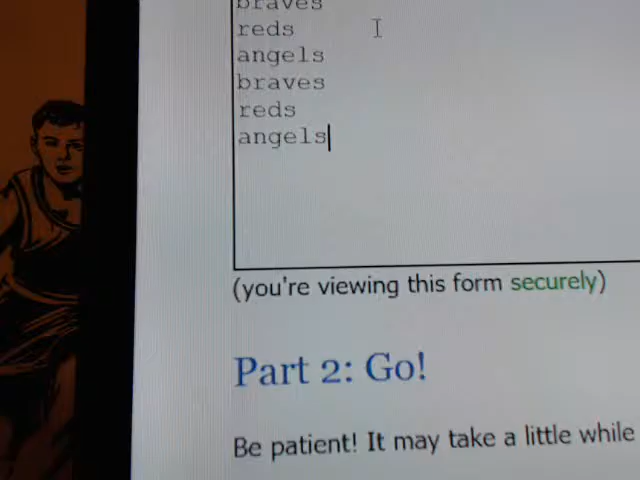 braves
reds
angels
braves
reds
angels
(you're viewing this form securely)
Part 2: Go!
Be patient! It may take a little while